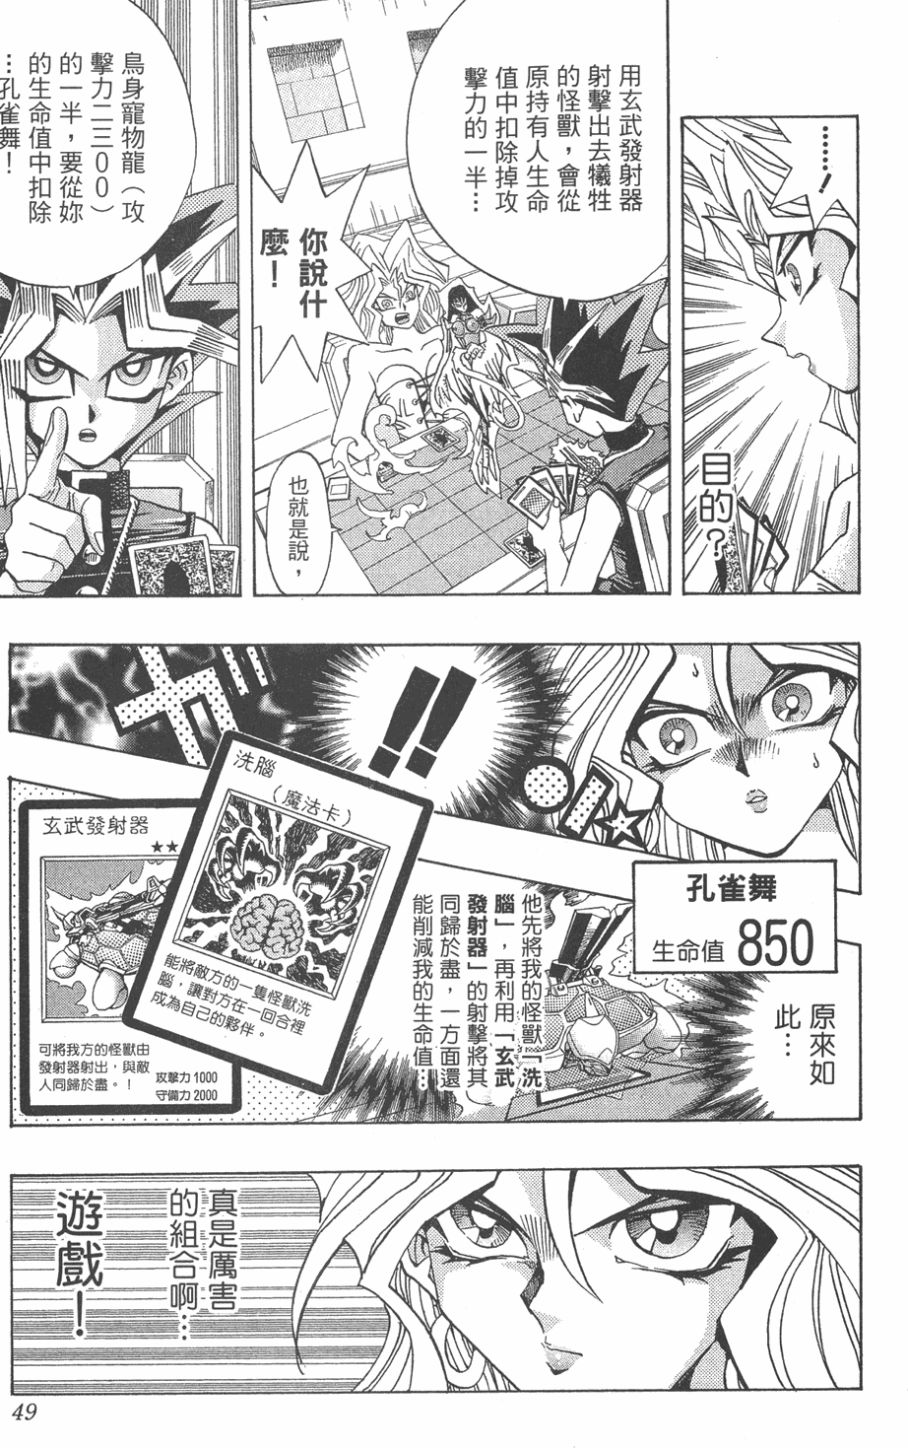 ……！
目的？
用玄武發射器
射擊出去犧牲
的怪獸，會從
原持有人生命
值中扣除掉攻
擊力的一半…
你說什
麼！
也就是說，
鳥身寵物龍（攻
擊力二三００）
的一半，要從妳
的生命值中扣除
…孔雀舞！
!!
ガ
孔雀舞
生命值 850
原來如
此…
他先將我的怪獸「洗
腦」，再利用「玄武
發射器」的射擊將其
同歸於盡，一方面還
能削減我的生命值…
洗腦
（魔法卡）
能將敵方的一隻怪獸洗
腦，讓對方在一回合裡
成為自己的夥伴。
玄武發射器
★★
可將我方的怪獸由
發射器射出，與敵
人同歸於盡。！
攻擊力 1000
守備力 2000
真是厲害
的組合啊…
遊戲！
49